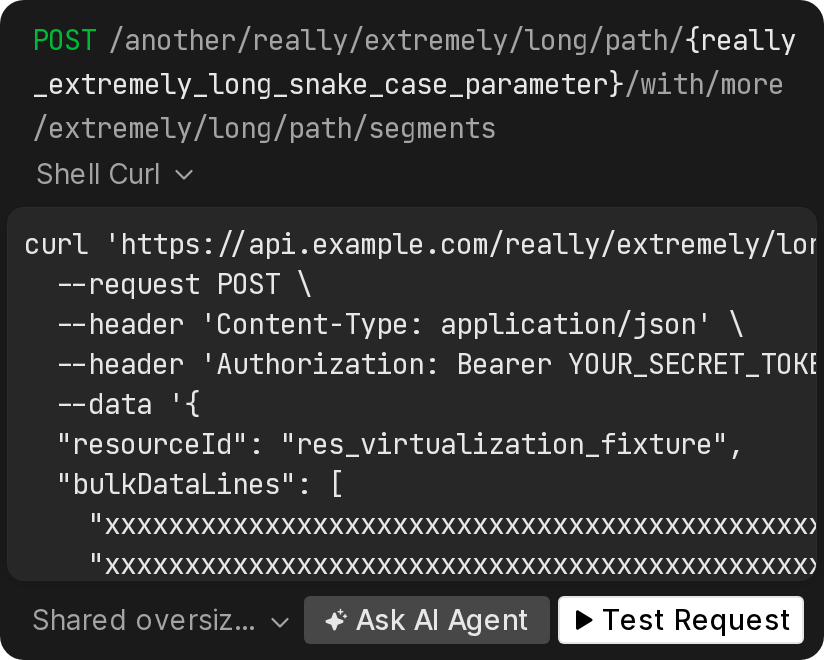 POST /another/really/extremely/long/path/{really
_extremely_long_snake_case_parameter}/with/more
/extremely/long/path/segments
Shell Curl
curl 'https://api.example.com/really/extremely/lon
--request POST \
--header 'Content-Type: application/json' \
--header 'Authorization: Bearer YOUR_SECRET_TOKE
--data '{
"resourceId": "res_virtualization_fixture",
"bulkDataLines": [
"xxxxxxxxxxxxxxxxxxxxxxxxxxxxxxxxxxxxxxxxxxxxx
"xxxxxxxxxxxxxxxxxxxxxxxxxxxxxxxxxxxxxxxxxxxxx
Shared oversiz... Ask AI Agent Test Request